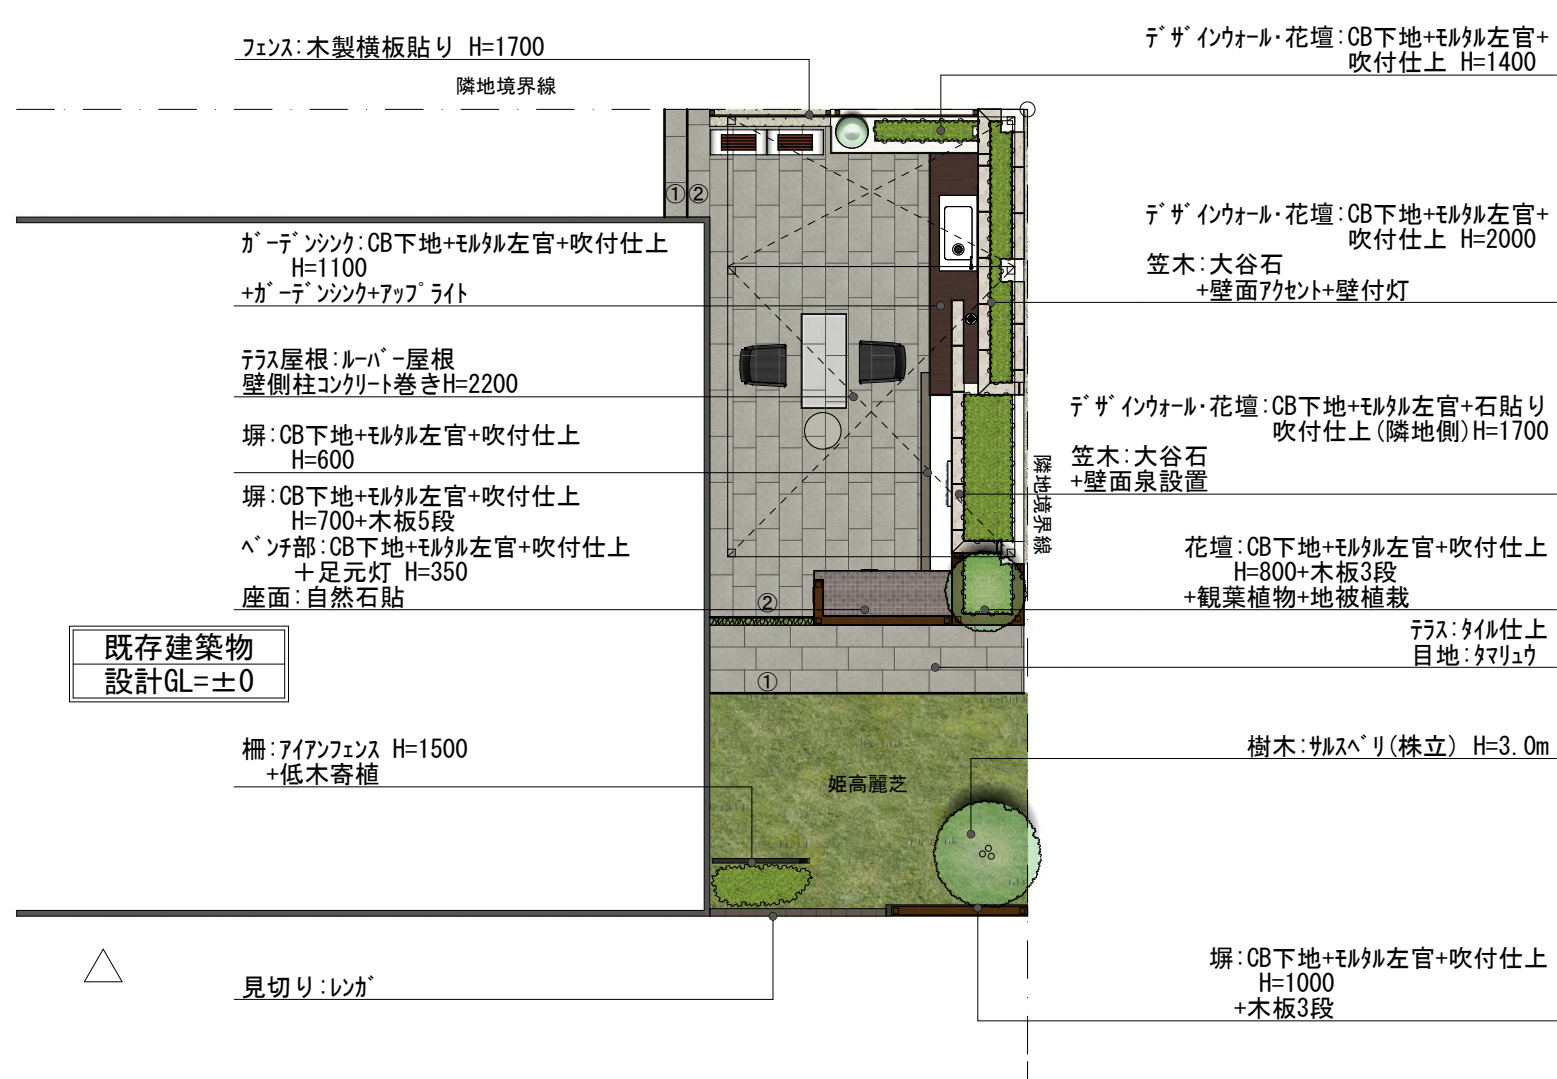 フェンス:木製横板貼り H=1700
隣地境界線
デザインウォール・花壇:CB下地+モルタル左官+
吹付仕上 H=1400
①
②
ガーデンシンク:CB下地+モルタル左官+吹付仕上
H=1100
+ガーデンシンク+アップライト
デザインウォール・花壇:CB下地+モルタル左官+
吹付仕上 H=2000
笠木:大谷石
+壁面アクセント+壁付灯
テラス屋根:ルーバー屋根
壁側柱コンクリート巻きH=2200
塀:CB下地+モルタル左官+吹付仕上
H=600
デザインウォール・花壇:CB下地+モルタル左官+石貼り
吹付仕上(隣地側)H=1700
笠木:大谷石
+壁面泉設置
隣地境界線
塀:CB下地+モルタル左官+吹付仕上
H=700+木板5段
ベンチ部:CB下地+モルタル左官+吹付仕上
+足元灯 H=350
座面:自然石貼
花壇:CB下地+モルタル左官+吹付仕上
H=800+木板3段
+観葉植物+地被植栽
②
テラス:タイル仕上
目地:タマリュウ
①
既存建築物
設計GL=±0
柵:アイアンフェンス H=1500
+低木寄植
樹木:サルスベリ(株立) H=3.0m
姫高麗芝
見切り:レンガ
塀:CB下地+モルタル左官+吹付仕上
H=1000
+木板3段